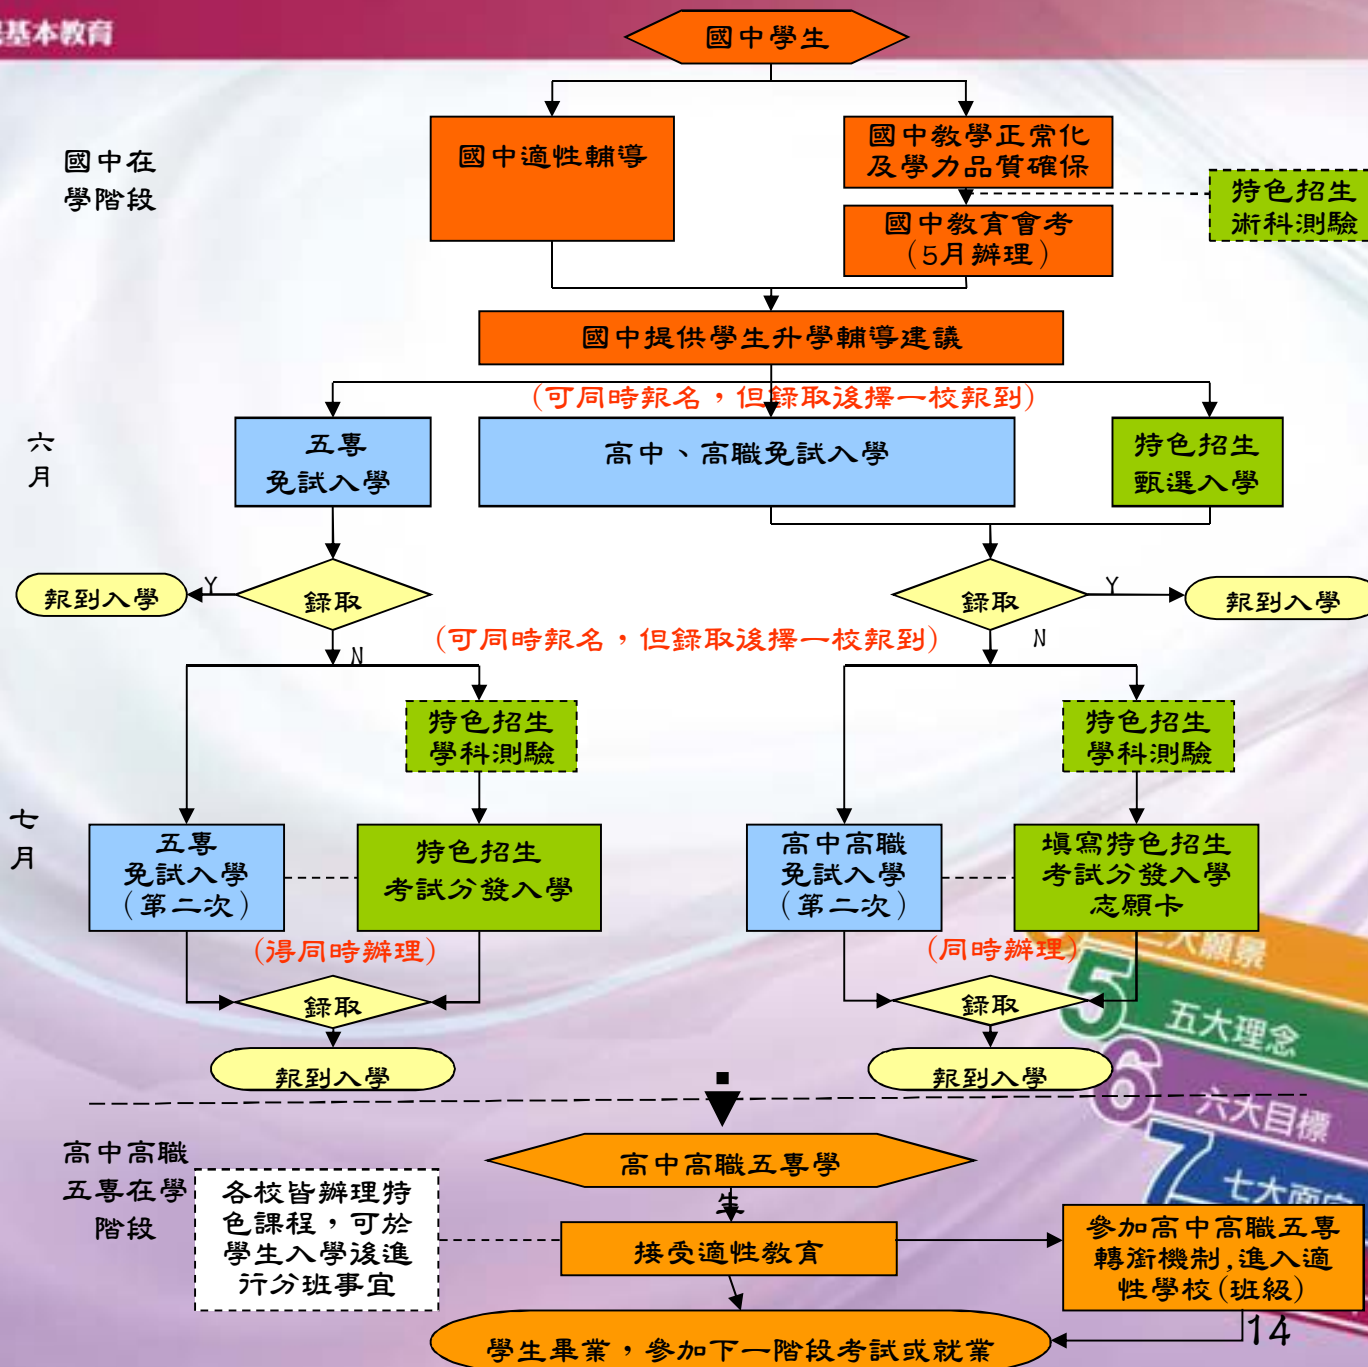 基本教育
國中學生
國中在
學階段
國中適性輔導
國中教學正常化
及學力品質確保
特色招生
術科測驗
國中教育會考
(5月辦理)
國中提供學生升學輔導建議
(可同時報名，但錄取後擇一校報到)
六
月
五專
免試入學
高中、高職免試入學
特色招生
甄選入學
報到入學
Y
錄取
錄取
Y
報到入學
(可同時報名，但錄取後擇一校報到)
N
N
特色招生
學科測驗
特色招生
學科測驗
七
月
五專
免試入學
(第二次)
特色招生
考試分發入學
高中高職
免試入學
(第二次)
填寫特色招生
考試分發入學
志願卡
(得同時辦理)
(同時辦理)
錄取
錄取
報到入學
報到入學
大願景
5
五大理念
6
六大目標
7
七大面
高中高職
五專在學
階段
高中高職五專學
生
各校皆辦理特
色課程，可於
學生入學後進
行分班事宜
接受適性教育
參加高中高職五專
轉銜機制,進入適
性學校(班級)
學生畢業，參加下一階段考試或就業
14